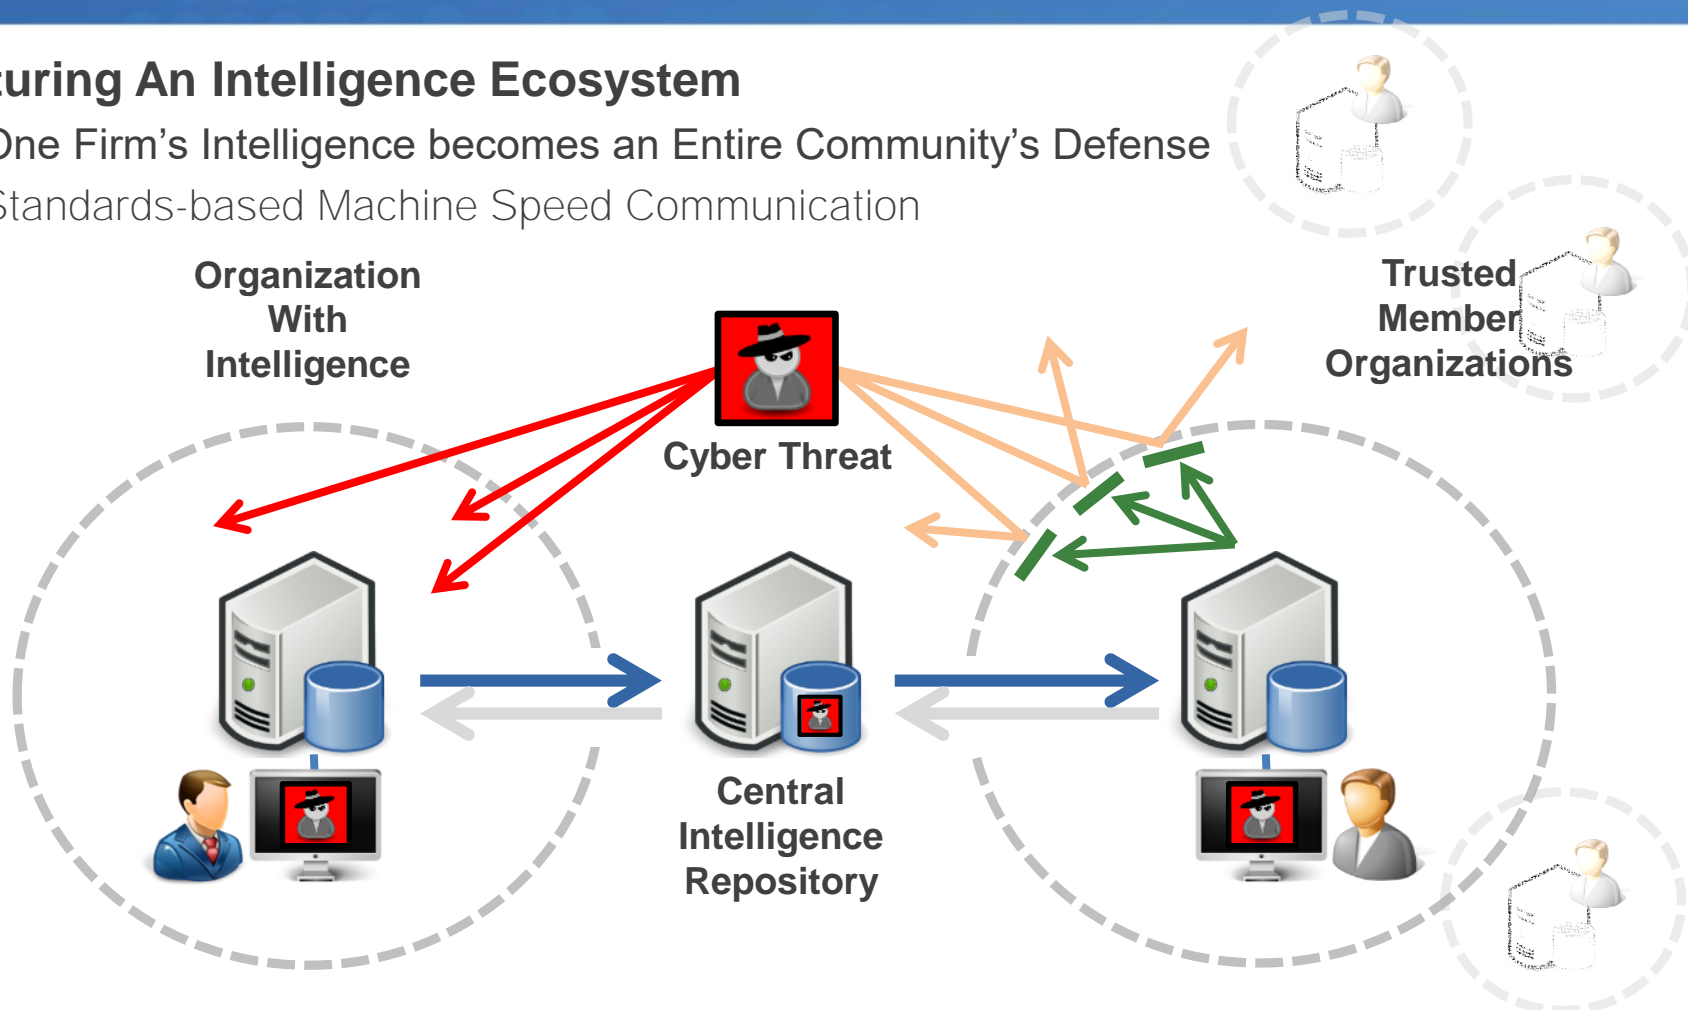 turing An Intelligence Ecosystem
One Firm's Intelligence becomes an Entire Community's Defense
Standards-based Machine Speed Communication
Organization
With
Intelligence
Trusted
Member
Organizations
Cyber Threat
Central
Intelligence
Repository